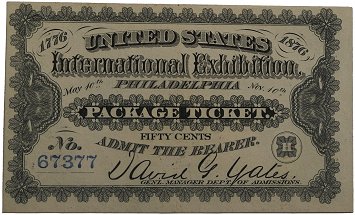 1776 UNITED STATES 1876
International Exhibition.
May 10th PHILADELPHIA Nov. 10th
PACKAGE TICKET.
FIFTY CENTS
No. ADMIT THE BEARER.
67377
David G. Yates.
GENL. MANAGER DEPT. OF ADMISSIONS.